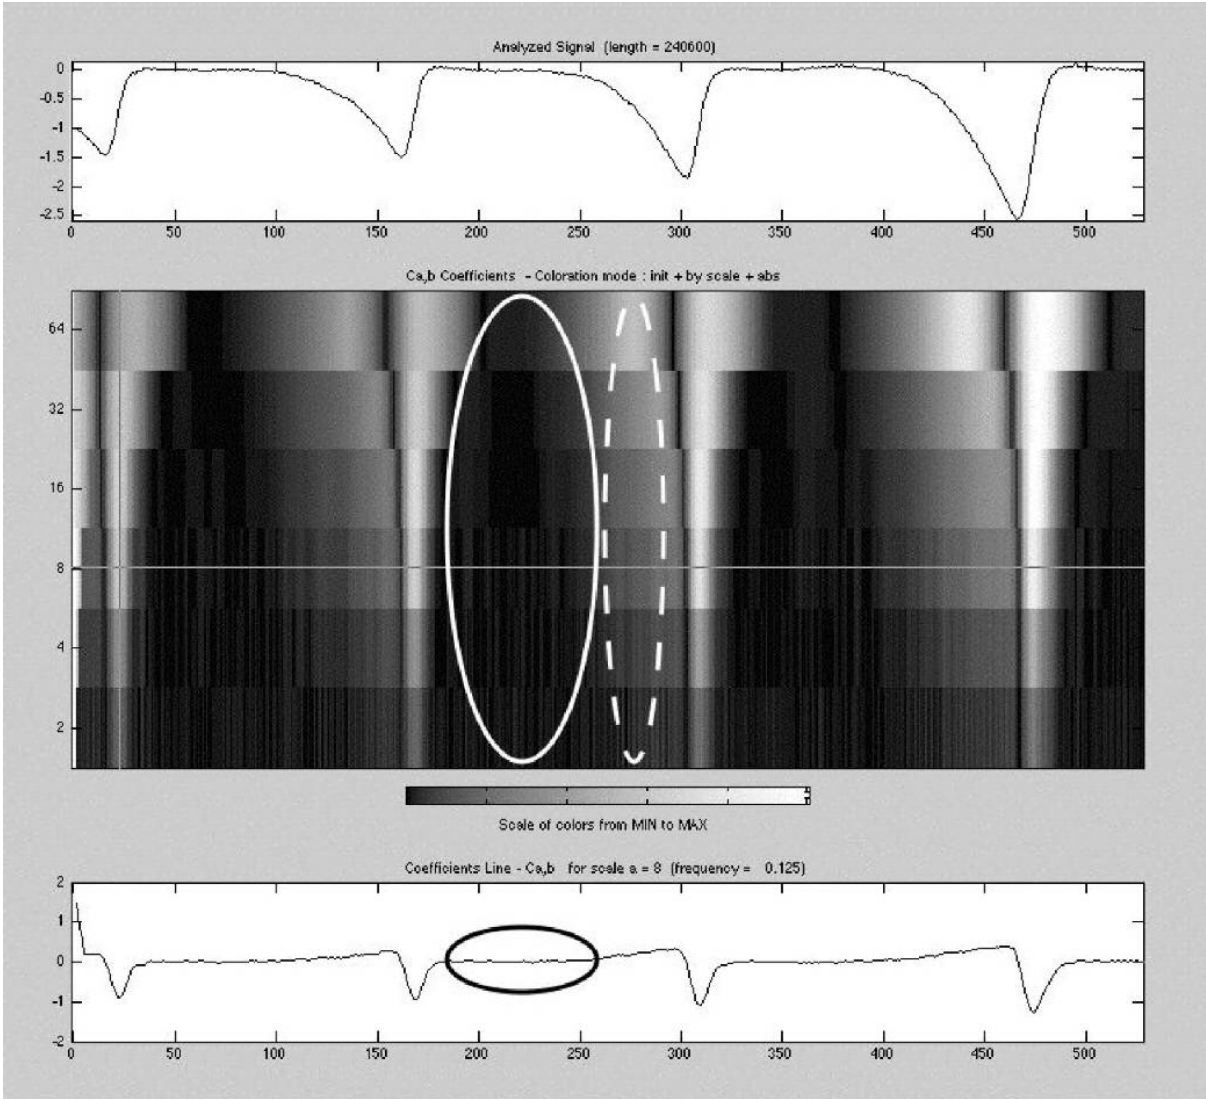 Analyzed Signal (length = 240600)
0
-0.5
-1
-1.5
-2
-2.5
0 50 100 150 200 250 300 350 400 450 500
Ca,b Coefficients - Coloration mode : init + by scale + abs
64
32
16
8
4
2
Scale of colors from MIN to MAX
Coefficients Line - Ca,b for scale a = 8 (frequency = 0.125)
2
1
0
-1
-2
0 50 100 150 200 250 300 350 400 450 500